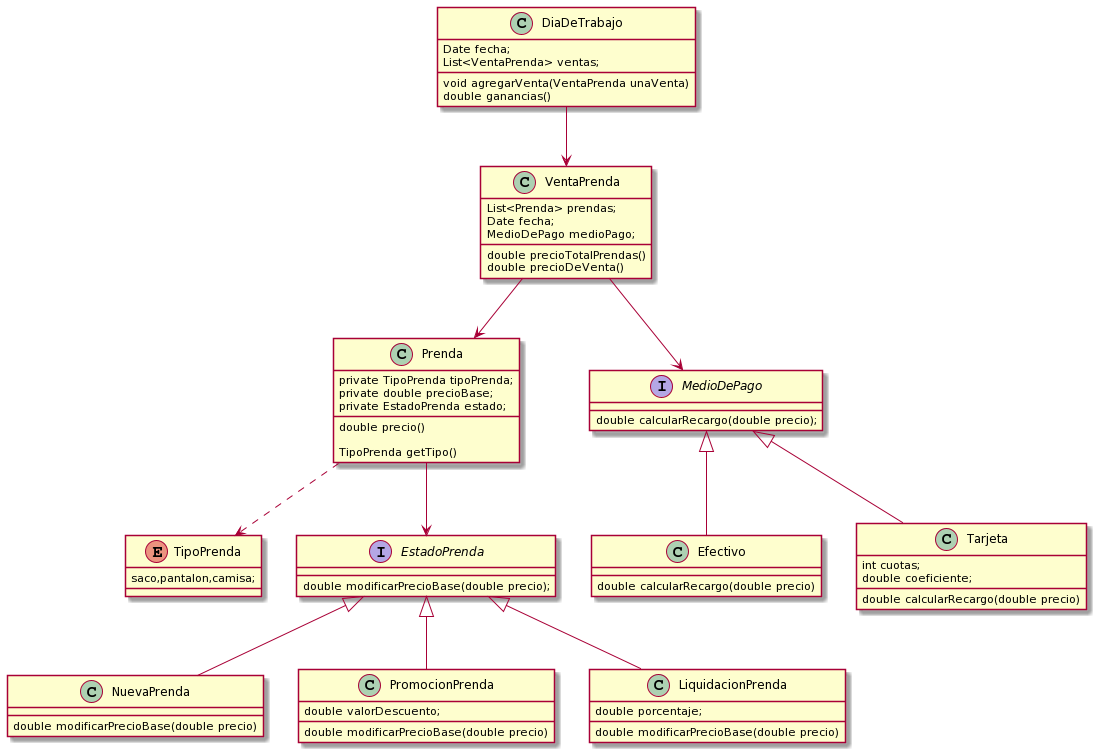 C DiaDeTrabajo
Date fecha;
List<VentaPrenda> ventas;
void agregarVenta(VentaPrenda unaVenta)
double ganancias()
C VentaPrenda
List<Prenda> prendas;
Date fecha;
MedioDePago medioPago;
double precioTotalPrendas()
double precioDeVenta()
C Prenda
private TipoPrenda tipoPrenda;
private double precioBase;
private EstadoPrenda estado;
double precio()
TipoPrenda getTipo()
I MedioDePago
double calcularRecargo(double precio);
E TipoPrenda
saco,pantalon,camisa;
I EstadoPrenda
double modificarPrecioBase(double precio);
C Efectivo
double calcularRecargo(double precio)
C Tarjeta
int cuotas;
double coeficiente;
double calcularRecargo(double precio)
C NuevaPrenda
double modificarPrecioBase(double precio)
C PromocionPrenda
double valorDescuento;
double modificarPrecioBase(double precio)
C LiquidacionPrenda
double porcentaje;
double modificarPrecioBase(double precio)